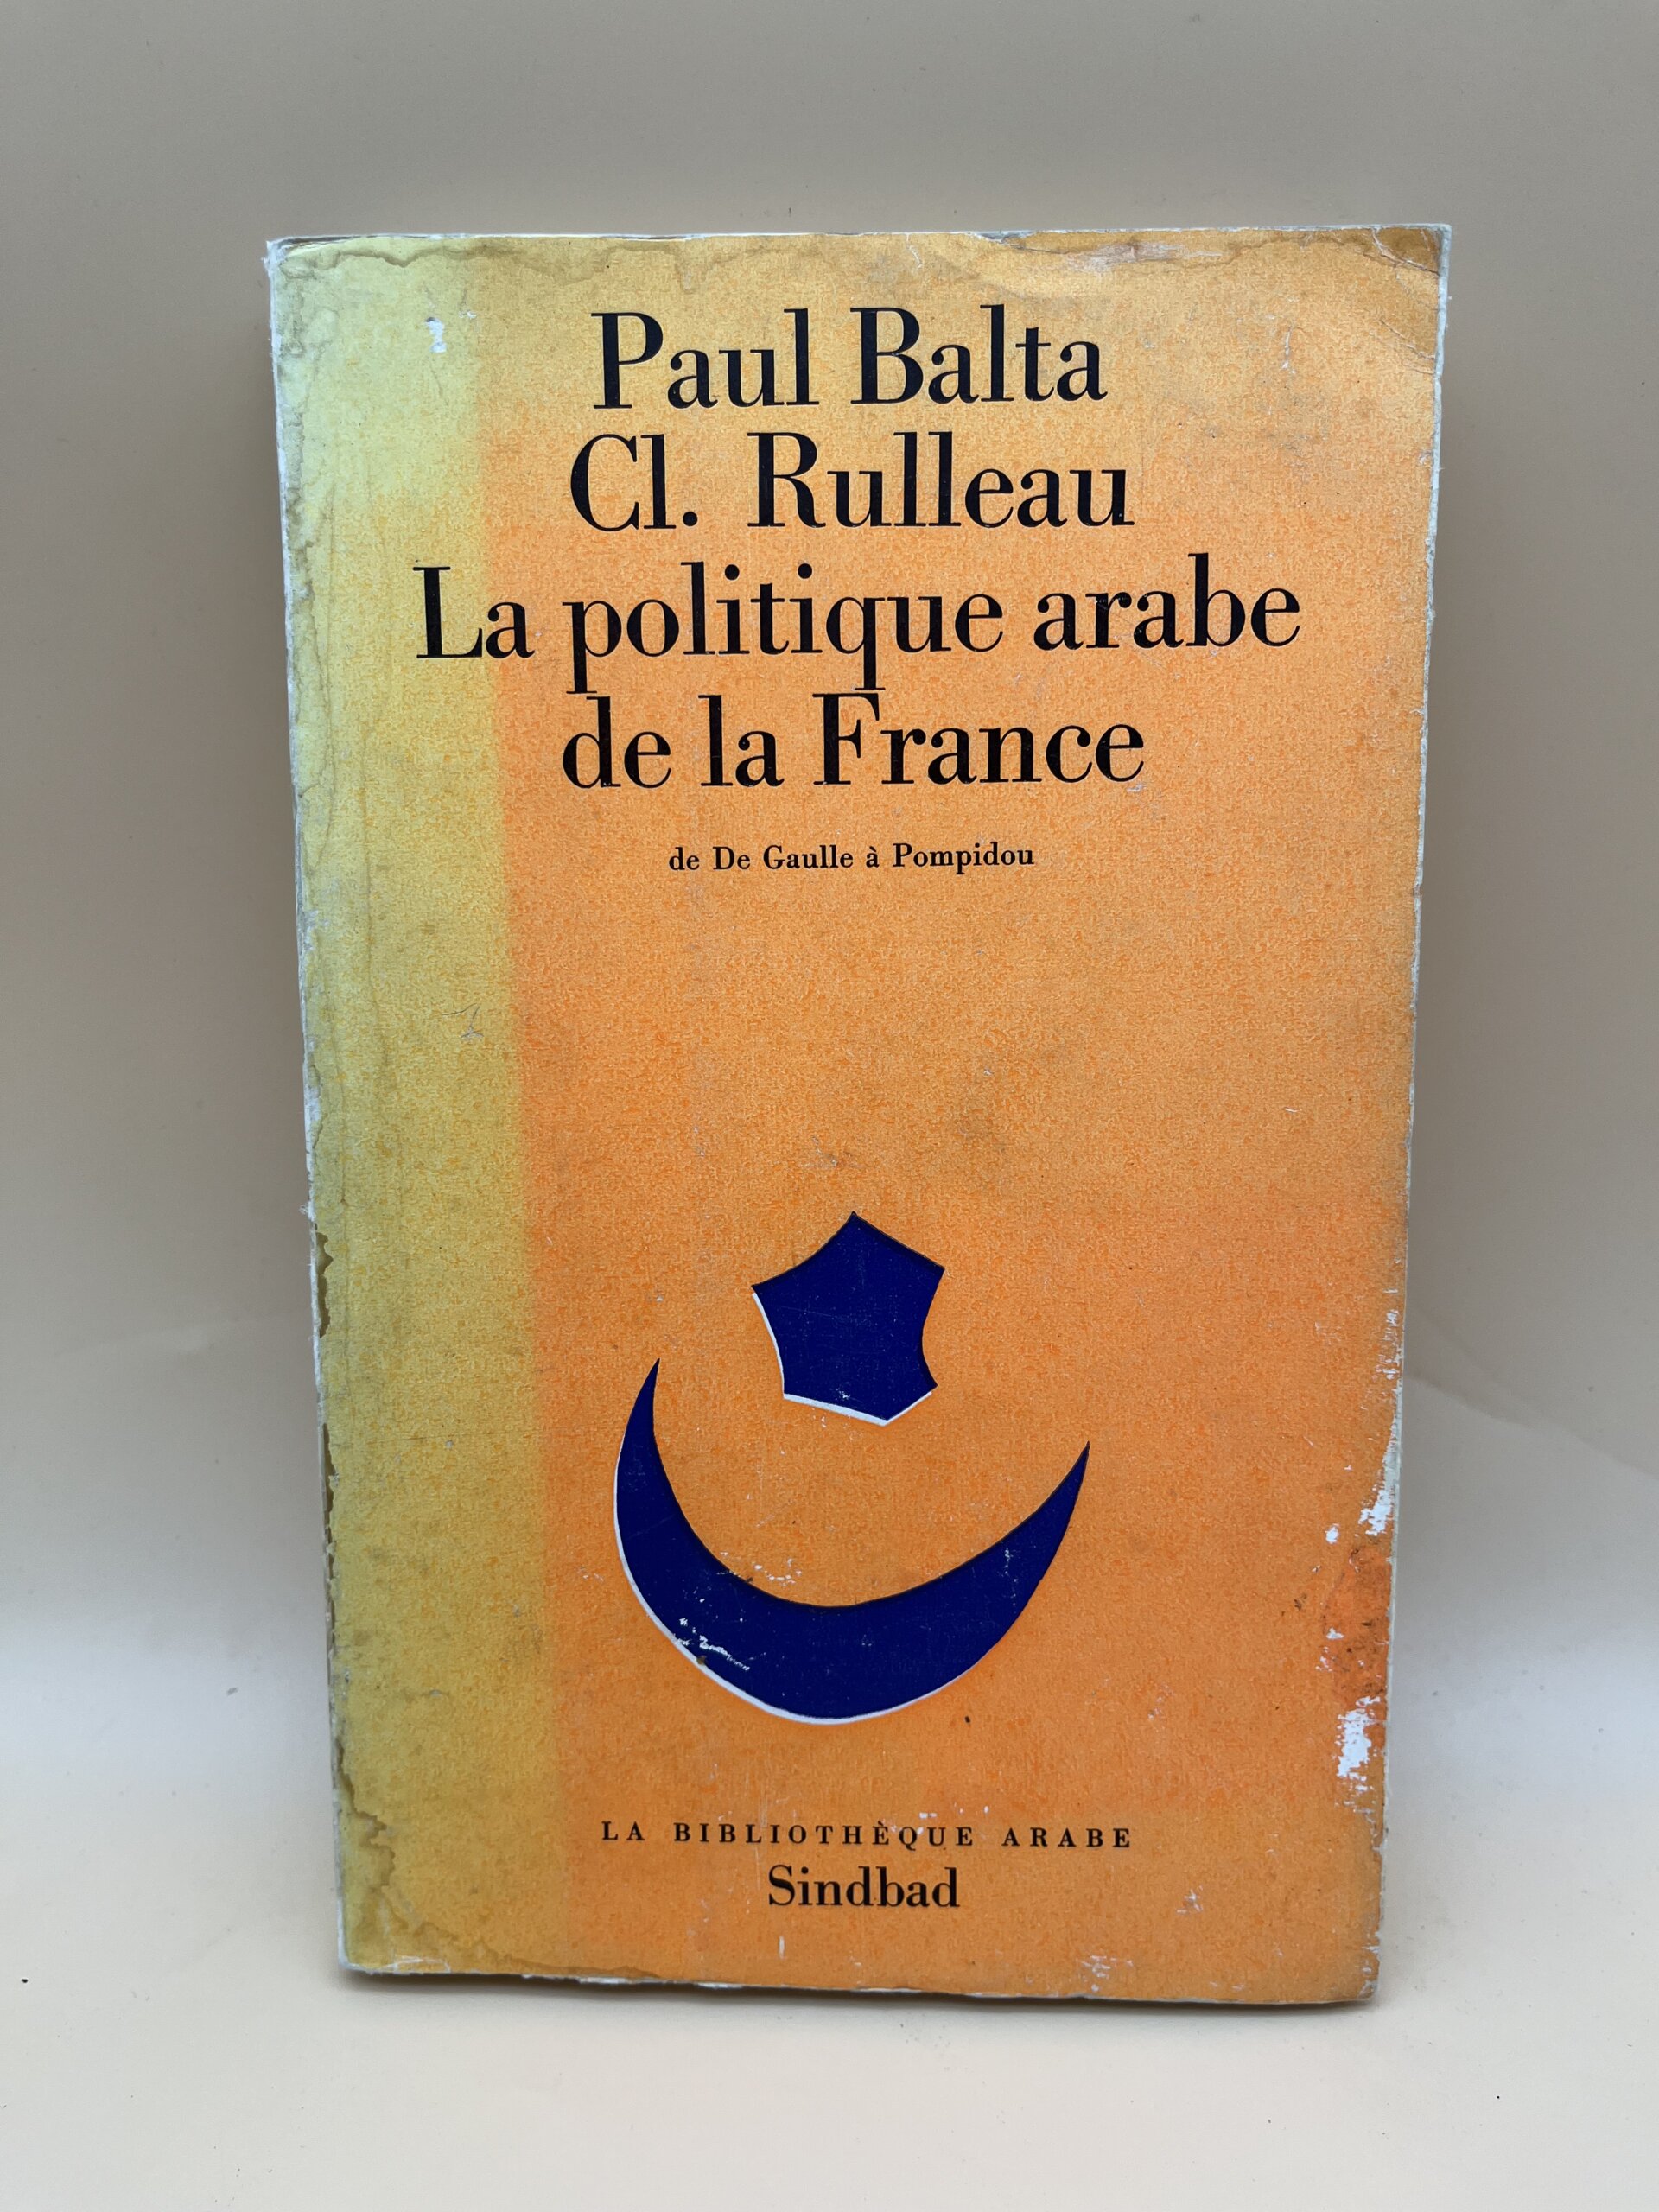 Paul Balta
Cl. Rulleau
La politique arabe
de la France
de De Gaulle à Pompidou
LA BIBLIOTHÈQUE ARABE
Sindbad